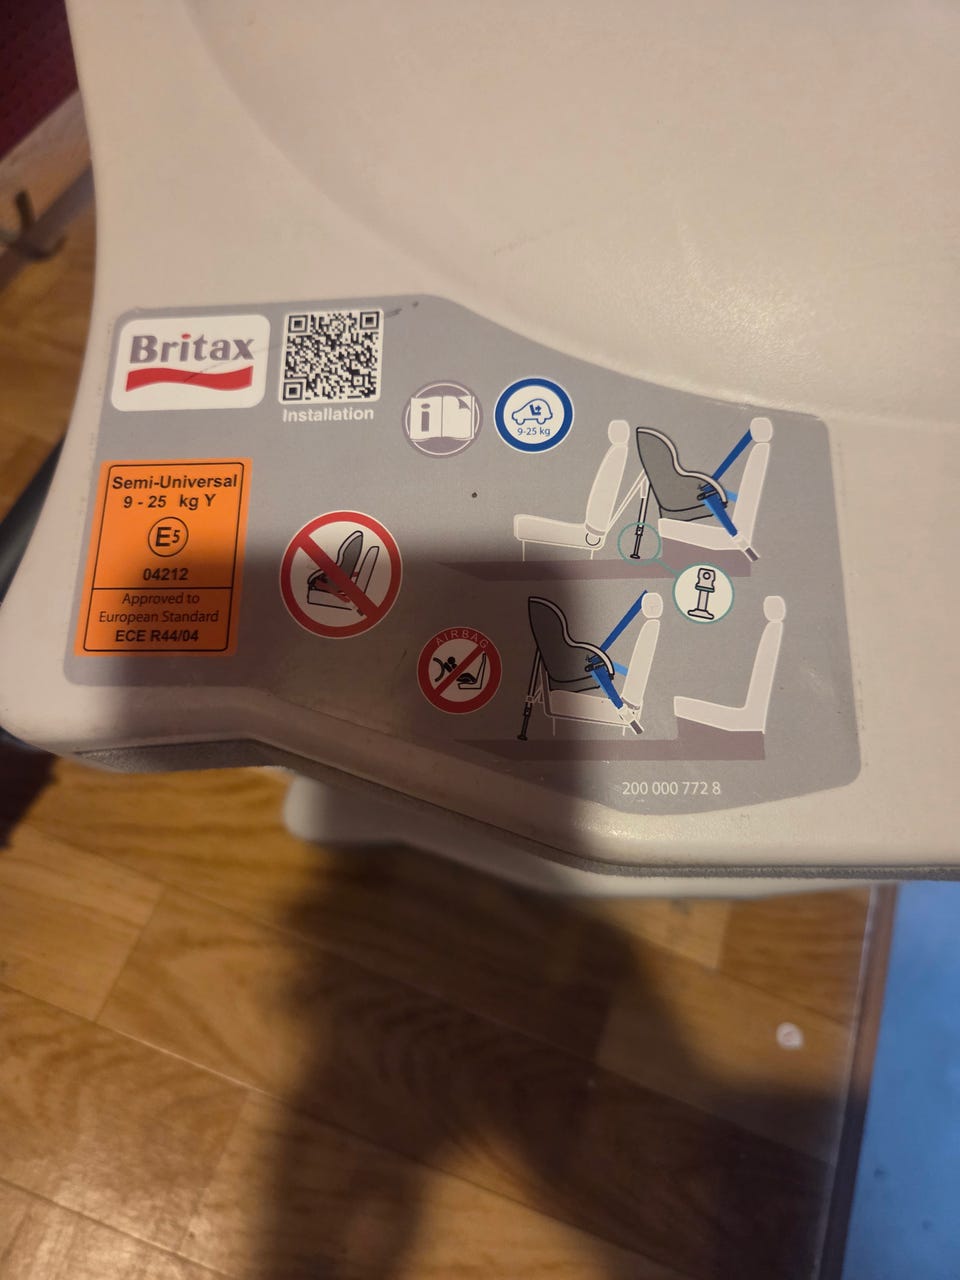 Britax
Installation
i
9-25 kg
Semi-Universal
9 - 25 kg Y
E5
04212
Approved to
European Standard
ECE R44/04
AIRBAG
200 000 772 8